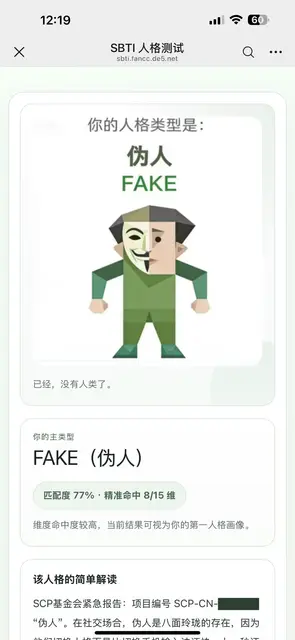 12:19
60
SBTI 人格测试
sbti.fancc.de5.net
你的人格类型是：
伪人
FAKE
已经，没有人类了。
你的主类型
FAKE（伪人）
匹配度 77% · 精准命中 8/15 维
维度命中度较高，当前结果可视为你的第一人格画像。
该人格的简单解读
SCP基金会紧急报告：项目编号 SCP-CN-
“伪人”。在社交场合，伪人是八面玲珑的存在，因为